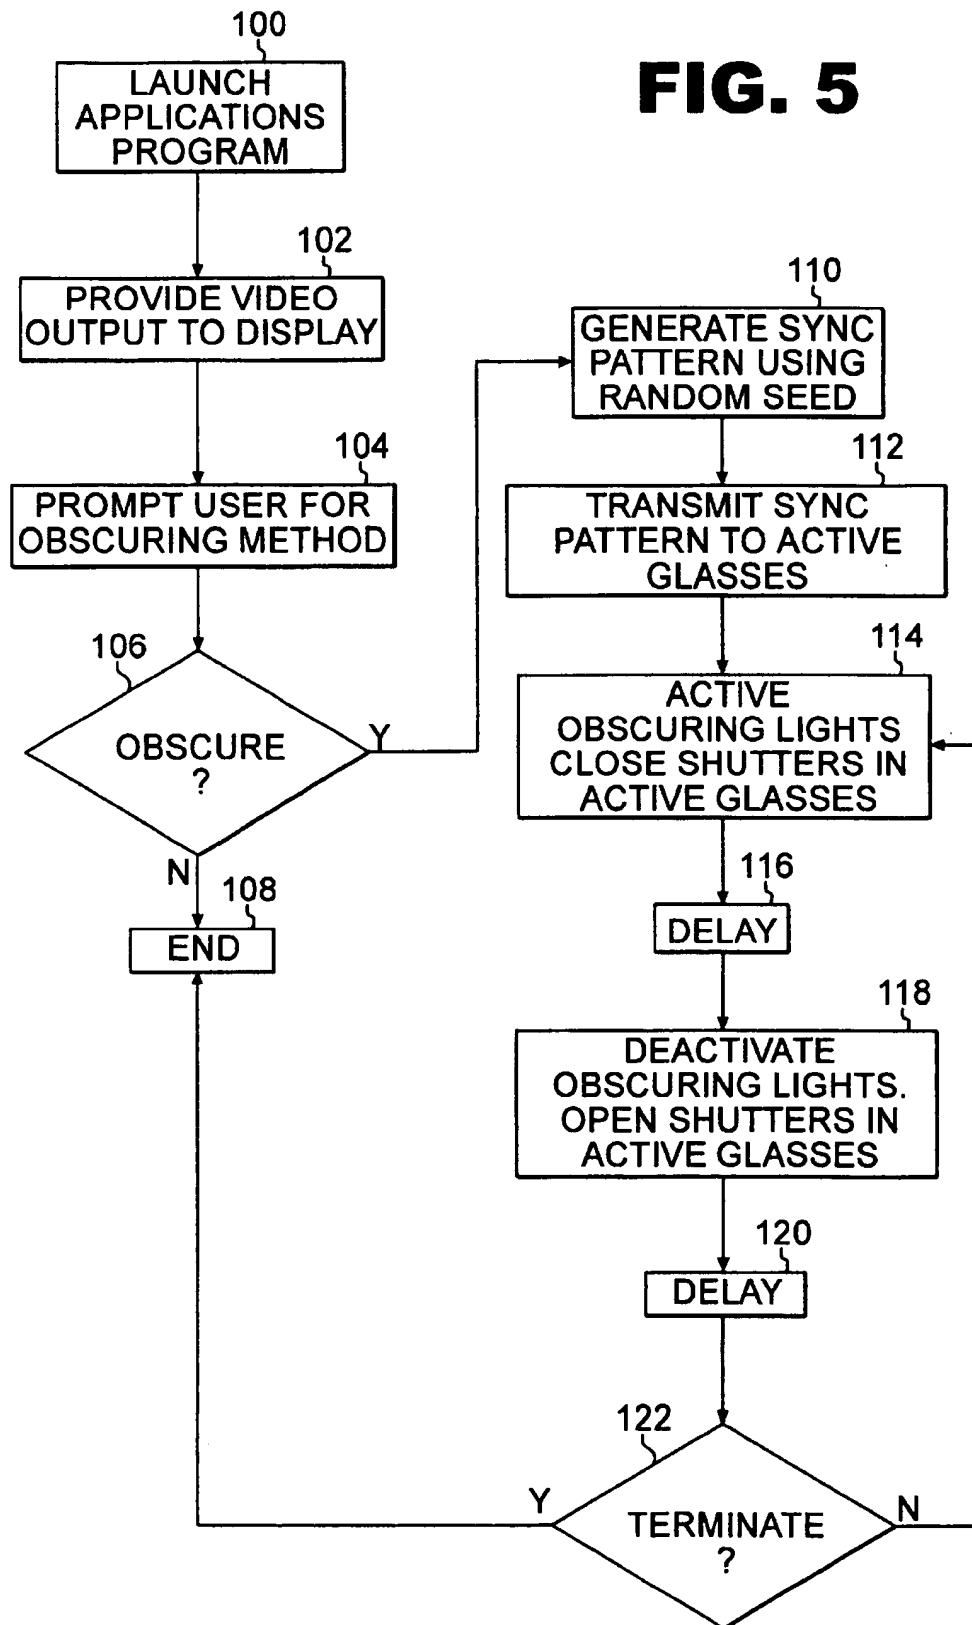 FIG. 5
100
LAUNCH
APPLICATIONS
PROGRAM
102
PROVIDE VIDEO
OUTPUT TO DISPLAY
104
PROMPT USER FOR
OBSCURING METHOD
106
OBSCURE
?
Y
N
108
END
110
GENERATE SYNC
PATTERN USING
RANDOM SEED
112
TRANSMIT SYNC
PATTERN TO ACTIVE
GLASSES
114
ACTIVE
OBSCURING LIGHTS
CLOSE SHUTTERS IN
ACTIVE GLASSES
116
DELAY
118
DEACTIVATE
OBSCURING LIGHTS.
OPEN SHUTTERS IN
ACTIVE GLASSES
120
DELAY
122
TERMINATE
?
Y
N